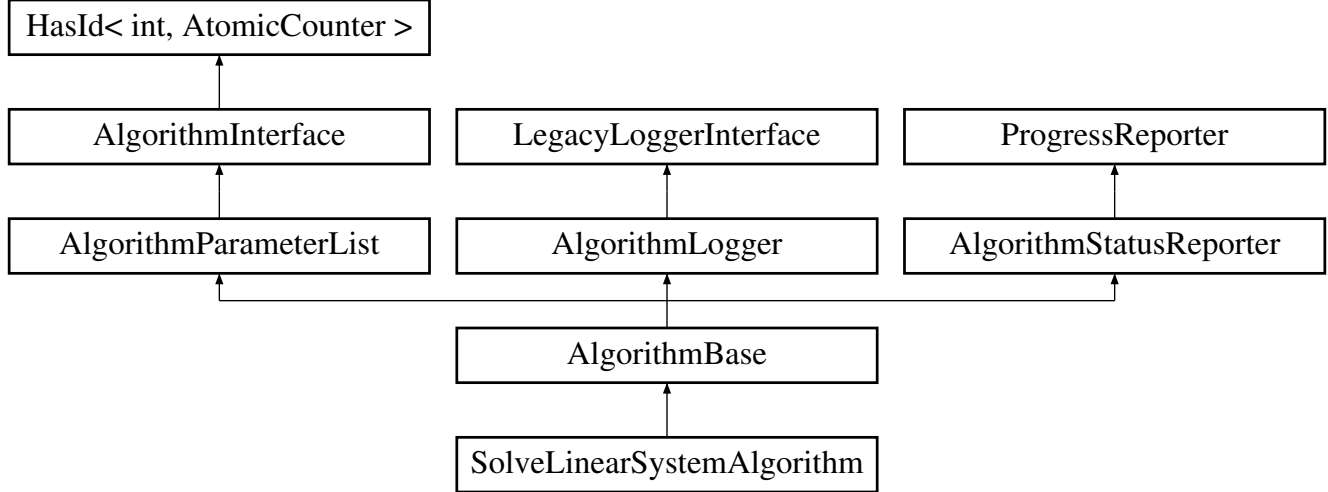 HasId< int, AtomicCounter >
AlgorithmInterface
LegacyLoggerInterface
ProgressReporter
AlgorithmParameterList
AlgorithmLogger
AlgorithmStatusReporter
AlgorithmBase
SolveLinearSystemAlgorithm